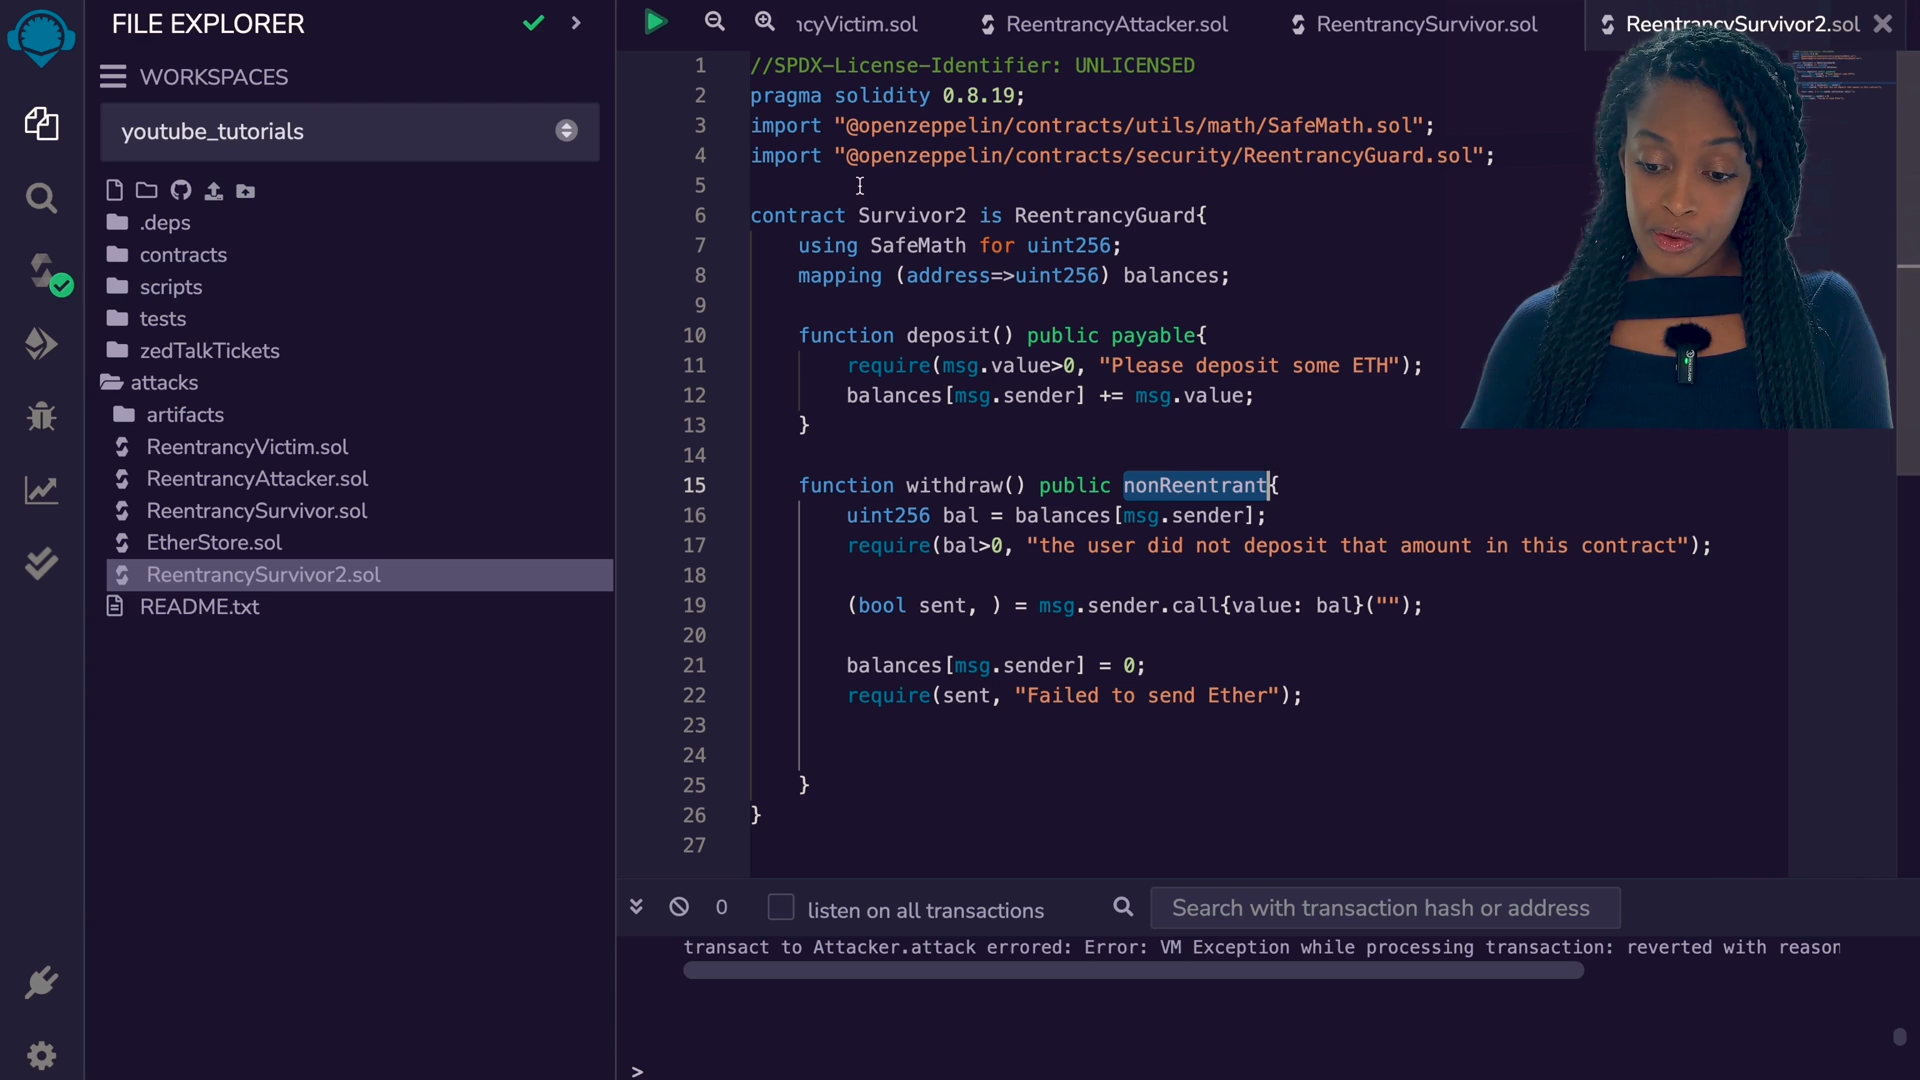 FILE EXPLORER
WORKSPACES
youtube_tutorials
.deps
contracts
scripts
tests
zedTalkTickets
attacks
artifacts
ReentrancyVictim.sol
ReentrancyAttacker.sol
ReentrancySurvivor.sol
EtherStore.sol
ReentrancySurvivor2.sol
README.txt
ncyVictim.sol
ReentrancyAttacker.sol
ReentrancySurvivor.sol
ReentrancySurvivor2.sol
1 //SPDX-License-Identifier: UNLICENSED
2 pragma solidity 0.8.19;
3 import "@openzeppelin/contracts/utils/math/SafeMath.sol";
4 import "@openzeppelin/contracts/security/ReentrancyGuard.sol";
5
6 contract Survivor2 is ReentrancyGuard{
7 using SafeMath for uint256;
8 mapping (address=>uint256) balances;
9
10 function deposit() public payable{
11 require(msg.value>0, "Please deposit some ETH");
12 balances[msg.sender] += msg.value;
13 }
14
15 function withdraw() public nonReentrant{
16 uint256 bal = balances[msg.sender];
17 require(bal>0, "the user did not deposit that amount in this contract");
18
19 (bool sent, ) = msg.sender.call{value: bal}("");
20
21 balances[msg.sender] = 0;
22 require(sent, "Failed to send Ether");
23
24
25 }
26 }
27
0
listen on all transactions
Search with transaction hash or address
transact to Attacker.attack errored: Error: VM Exception while processing transaction: reverted with reason
>